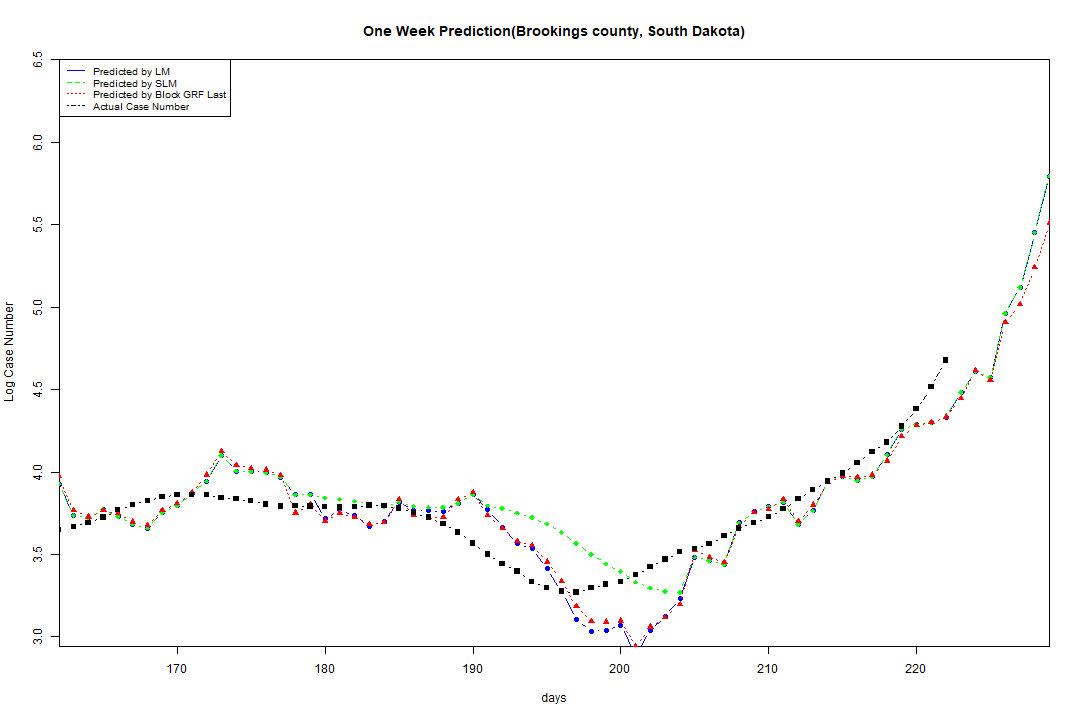 One Week Prediction(Brookings county, South Dakota)
Predicted by LM
Predicted by SLM
Predicted by Block GRF Last
Actual Case Number
6.5
6.0
5.5
5.0
4.5
4.0
3.5
3.0
Log Case Number
170 180 190 200 210 220
days